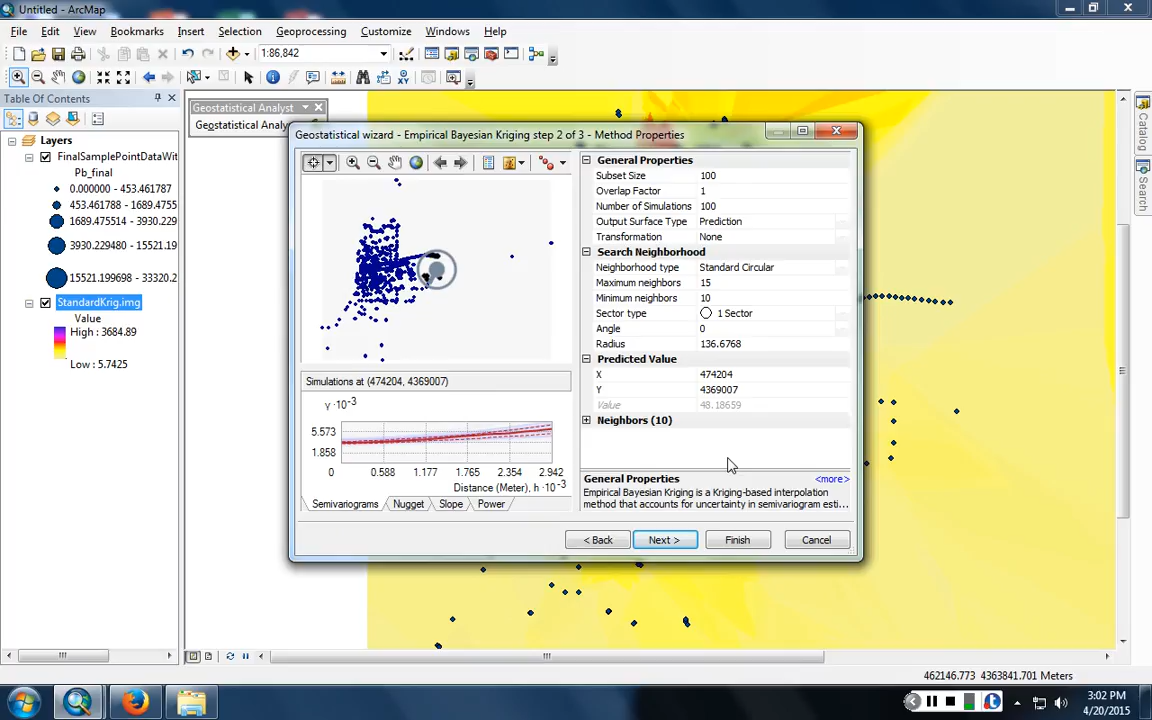 Untitled - ArcMap
File Edit View Bookmarks Insert Selection Geoprocessing Customize Windows Help
1:86,842
Table Of Contents
Layers
FinalSamplePointDataWit
Pb_final
0.000000 - 453.461787
453.461788 - 1689.4755
1689.475514 - 3930.229
3930.229480 - 15521.19
15521.199698 - 33320.2
StandardKrig.img
Value
High : 3684.89
Low : 5.7425
Geostatistical Analyst
Geostatistical Analy
Catalog
Search
Geostatistical wizard - Empirical Bayesian Kriging step 2 of 3 - Method Properties
General Properties
Subset Size 100
Overlap Factor 1
Number of Simulations 100
Output Surface Type Prediction
Transformation None
Search Neighborhood
Neighborhood type Standard Circular
Maximum neighbors 15
Minimum neighbors 10
Sector type 1 Sector
Angle 0
Radius 136.6768
Predicted Value
X 474204
Y 4369007
Value 48.18659
Neighbors (10)
Simulations at (474204, 4369007)
γ ·10⁻³
5.573
1.858
0 0.588 1.177 1.765 2.354 2.942
Distance (Meter), h ·10⁻³
Semivariograms Nugget Slope Power
General Properties <more>
Empirical Bayesian Kriging is a Kriging-based interpolation
method that accounts for uncertainty in semivariogram esti...
< Back Next > Finish Cancel
462146.773 4363841.701 Meters
3:02 PM
4/20/2015